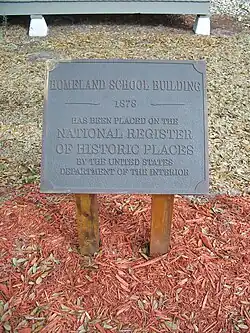 HOMELAND SCHOOL BUILDING
1878
HAS BEEN PLACED ON THE
NATIONAL REGISTER
OF HISTORIC PLACES
BY THE UNITED STATES
DEPARTMENT OF THE INTERIOR